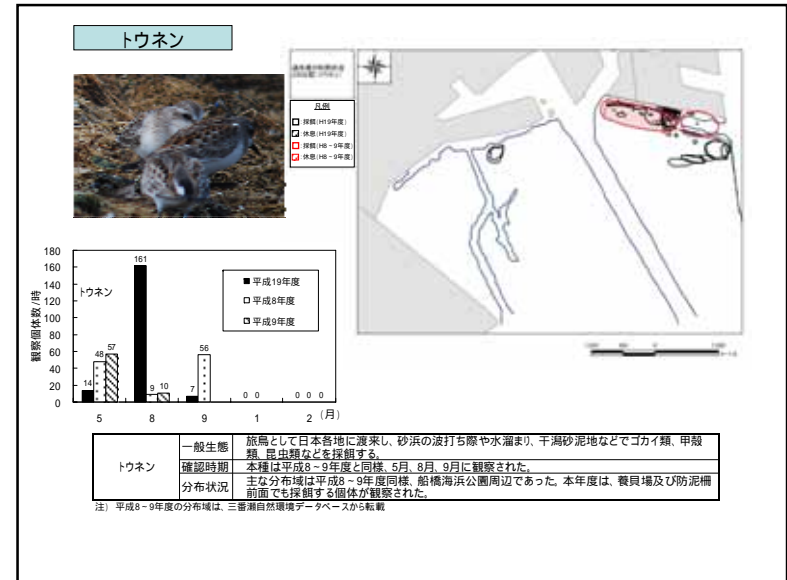 トウネン
凡例
採餌(H19年度)
休息(H19年度)
採餌(H8-9年度)
休息(H8-9年度)
180
160
140
120
100
80
60
40
20
0
観察個体数/時
トウネン
平成19年度
平成8年度
平成9年度
14
48
57
161
9
10
7
56
0 0
0 0 0
5
8
9
1
2
(月)
トウネン
一般生態
旅鳥として日本各地に渡来し、砂浜の波打ち際や水溜まり、干潟砂泥地などでゴカイ類、甲殻
類、昆虫類などを採餌する。
確認時期
本種は平成8~9年度と同様、5月、8月、9月に観察された。
分布状況
主な分布域は平成8~9年度同様、船橋海浜公園周辺であった。本年度は、養貝場及び防泥柵
前面でも採餌する個体が観察された。
注) 平成8~9年度の分布域は、三番瀬自然環境データベースから転載